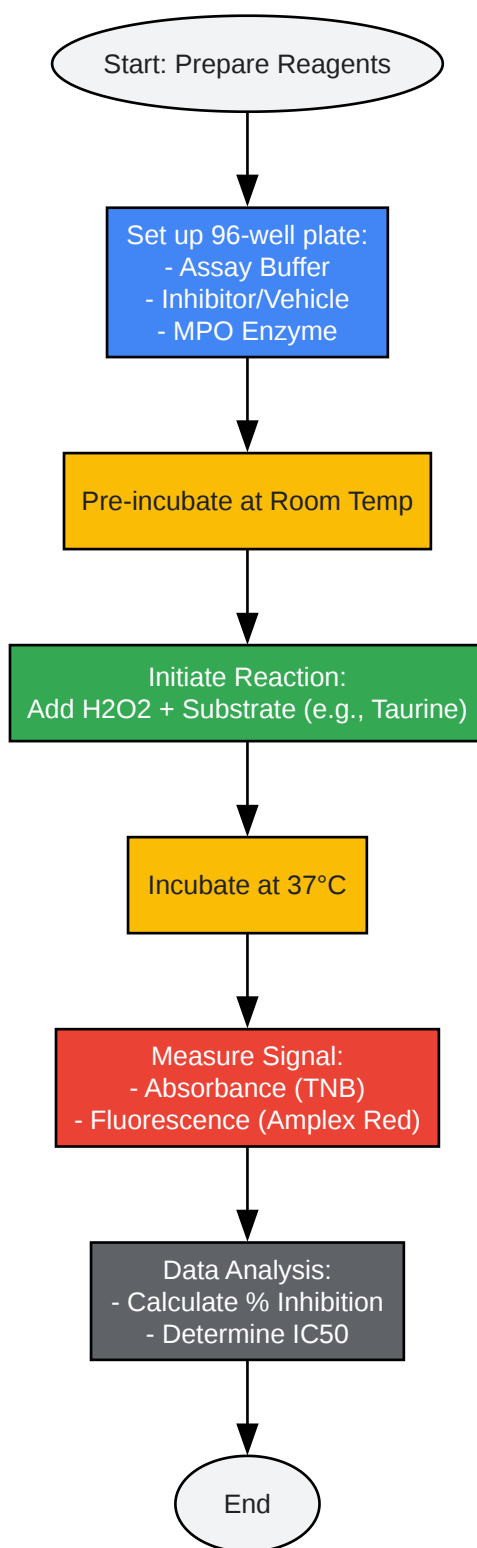 Start: Prepare Reagents
Set up 96-well plate:
- Assay Buffer
- Inhibitor/Vehicle
- MPO Enzyme
Pre-incubate at Room Temp
Initiate Reaction:
Add H2O2 + Substrate (e.g., Taurine)
Incubate at 37°C
Measure Signal:
- Absorbance (TNB)
- Fluorescence (Amplex Red)
Data Analysis:
- Calculate % Inhibition
- Determine IC50
End